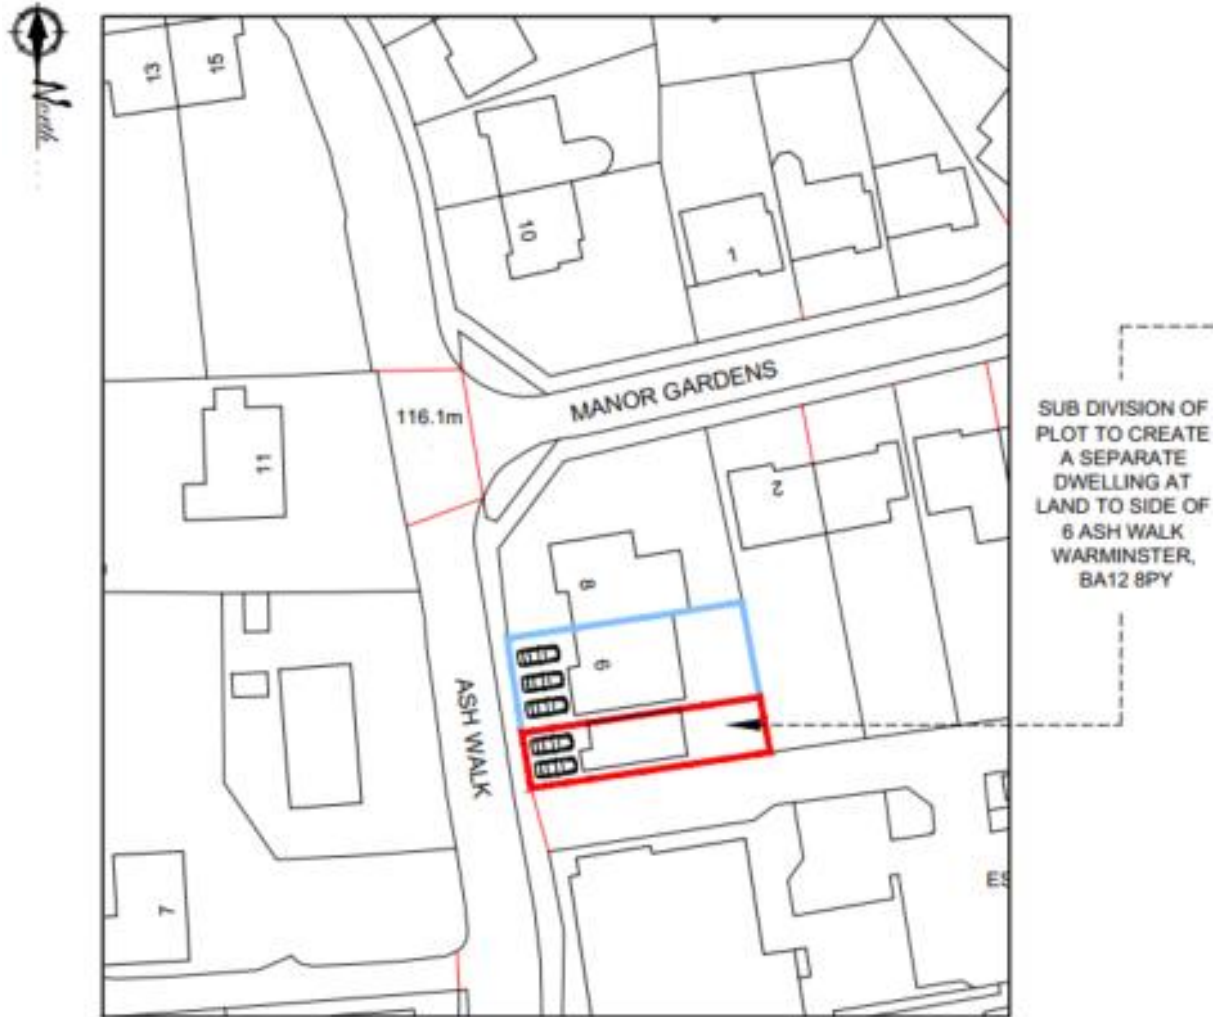 North
13
15
10
1
MANOR GARDENS
116.1m
11
2
8
6
ASH WALK
7
ES
SUB DIVISION OF
PLOT TO CREATE
A SEPARATE
DWELLING AT
LAND TO SIDE OF
6 ASH WALK
WARMINSTER,
BA12 8PY